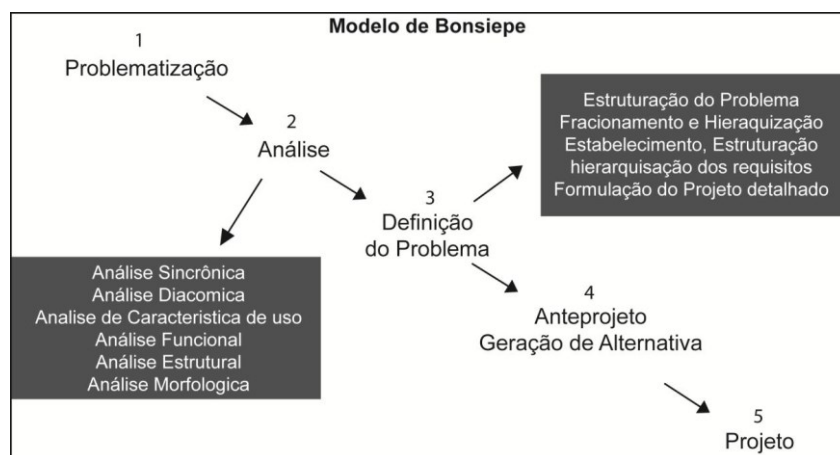 Modelo de Bonsiepe
1
Problematização
2
Análise
Análise Sincrônica
Análise Diacomica
Analise de Caracteristica de uso
Análise Funcional
Análise Estrutural
Análise Morfologica
3
Definição
do Problema
Estruturação do Problema
Fracionamento e Hieraquização
Estabelecimento, Estruturação
hierarquisação dos requisitos
Formulação do Projeto detalhado
4
Anteprojeto
Geração de Alternativa
5
Projeto